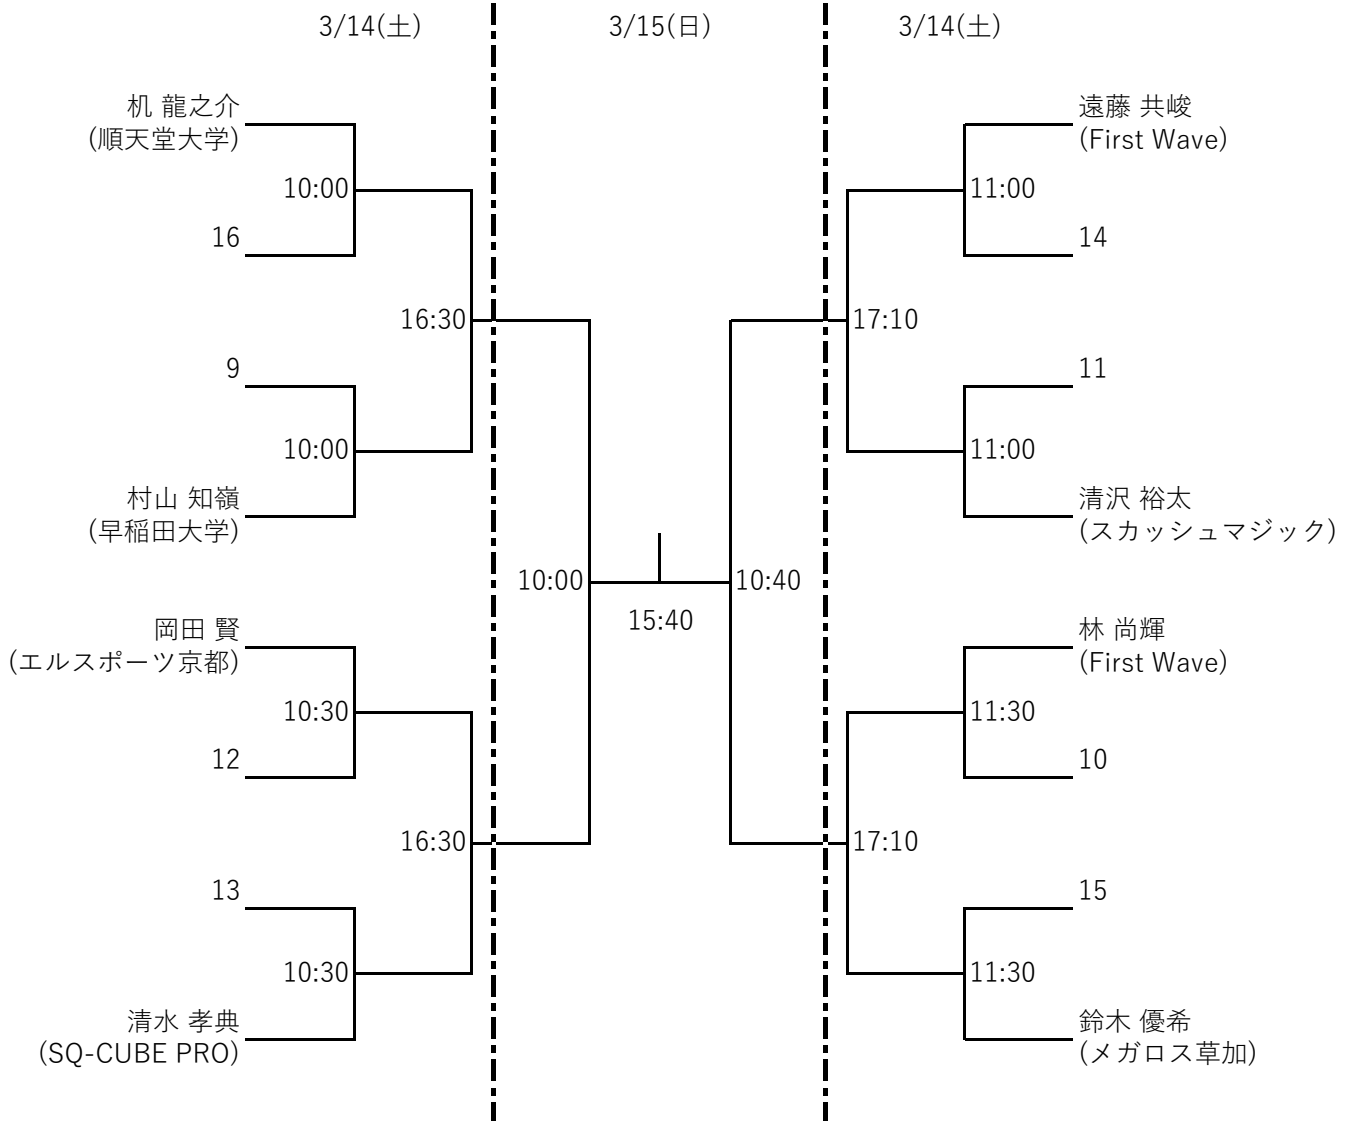 3/14(土)
3/15(日)
3/14(土)
机 龍之介
(順天堂大学)
10:00
16
16:30
9
10:00
村山 知嶺
(早稲田大学)
岡田 賢
(エルスポーツ京都)
10:30
12
16:30
13
10:30
清水 孝典
(SQ-CUBE PRO)
10:00
15:40
10:40
遠藤 共峻
(First Wave)
11:00
14
17:10
11
11:00
清沢 裕太
(スカッシュマジック)
林 尚輝
(First Wave)
11:30
10
17:10
15
11:30
鈴木 優希
(メガロス草加)